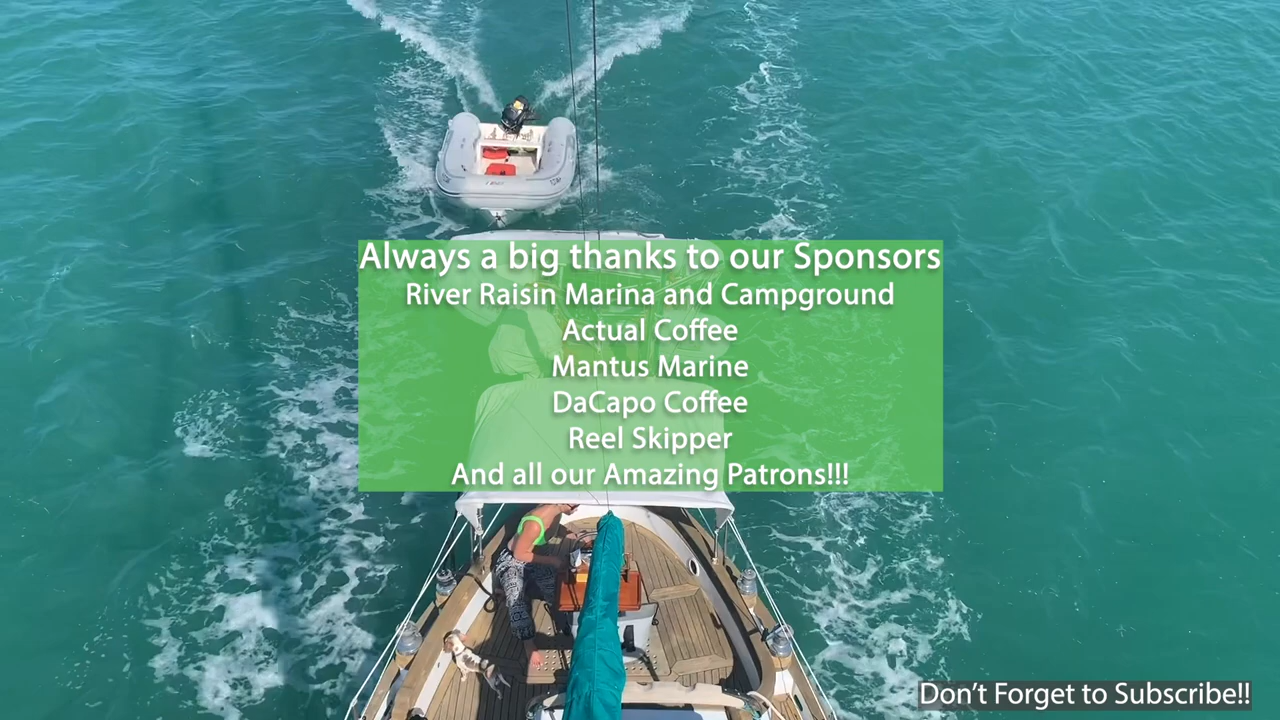 Always a big thanks to our Sponsors
River Raisin Marina and Campground
Actual Coffee
Mantus Marine
DaCapo Coffee
Reel Skipper
And all our Amazing Patrons!!!
Don't Forget to Subscribe!!